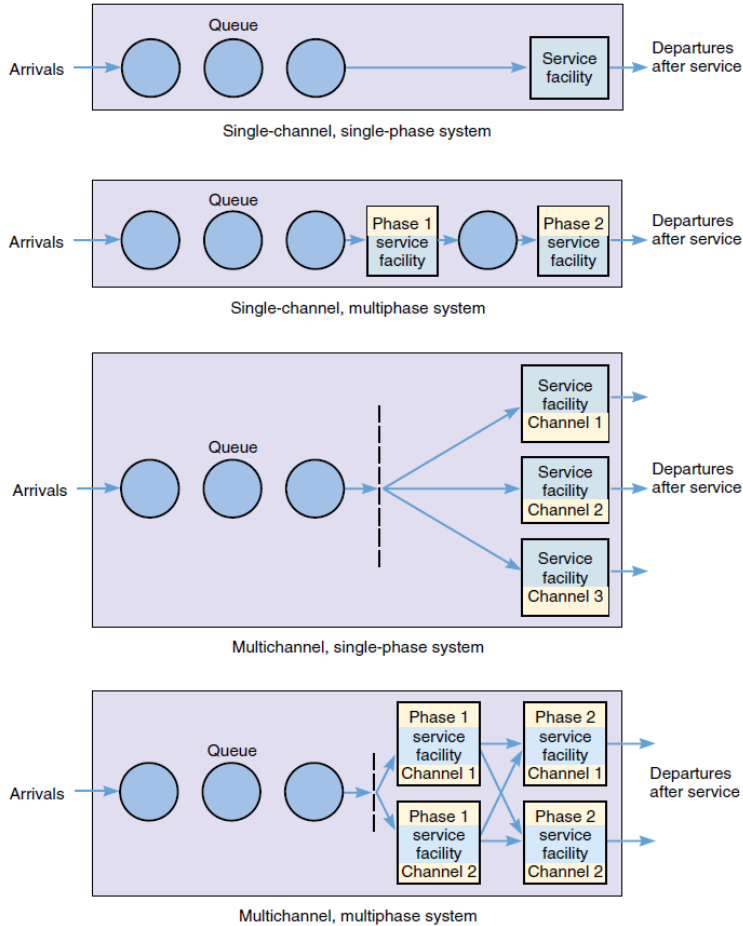 Queue
Arrivals
Service
facility
Departures
after service
Single-channel, single-phase system
Queue
Arrivals
Phase 1
service
facility
Phase 2
service
facility
Departures
after service
Single-channel, multiphase system
Queue
Arrivals
Service
facility
Channel 1
Service
facility
Channel 2
Service
facility
Channel 3
Departures
after service
Multichannel, single-phase system
Queue
Arrivals
Phase 1
service
facility
Channel 1
Phase 2
service
facility
Channel 1
Phase 1
service
facility
Channel 2
Phase 2
service
facility
Channel 2
Departures
after service
Multichannel, multiphase system